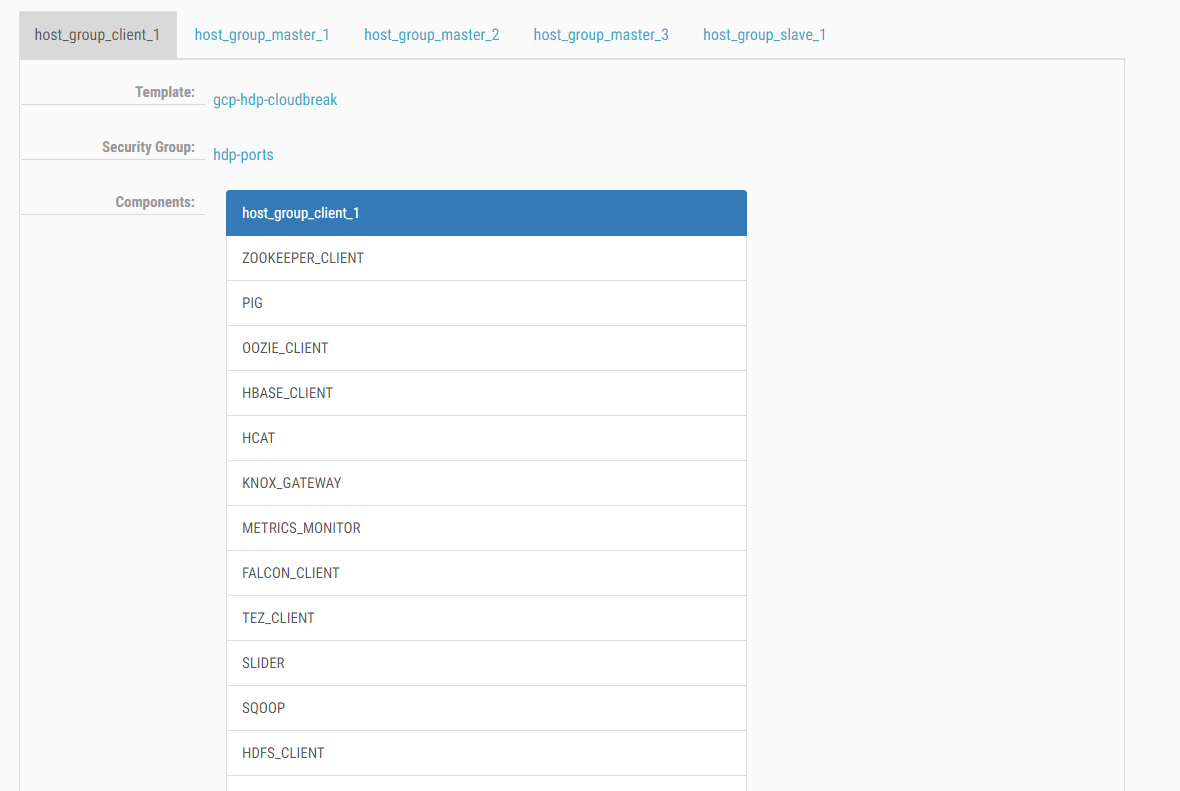 host_group_client_1 host_group_master_1 host_group_master_2 host_group_master_3 host_group_slave_1
Template: gcp-hdp-cloudbreak
Security Group: hdp-ports
Components:
host_group_client_1
ZOOKEEPER_CLIENT
PIG
OOZIE_CLIENT
HBASE_CLIENT
HCAT
KNOX_GATEWAY
METRICS_MONITOR
FALCON_CLIENT
TEZ_CLIENT
SLIDER
SQOOP
HDFS_CLIENT